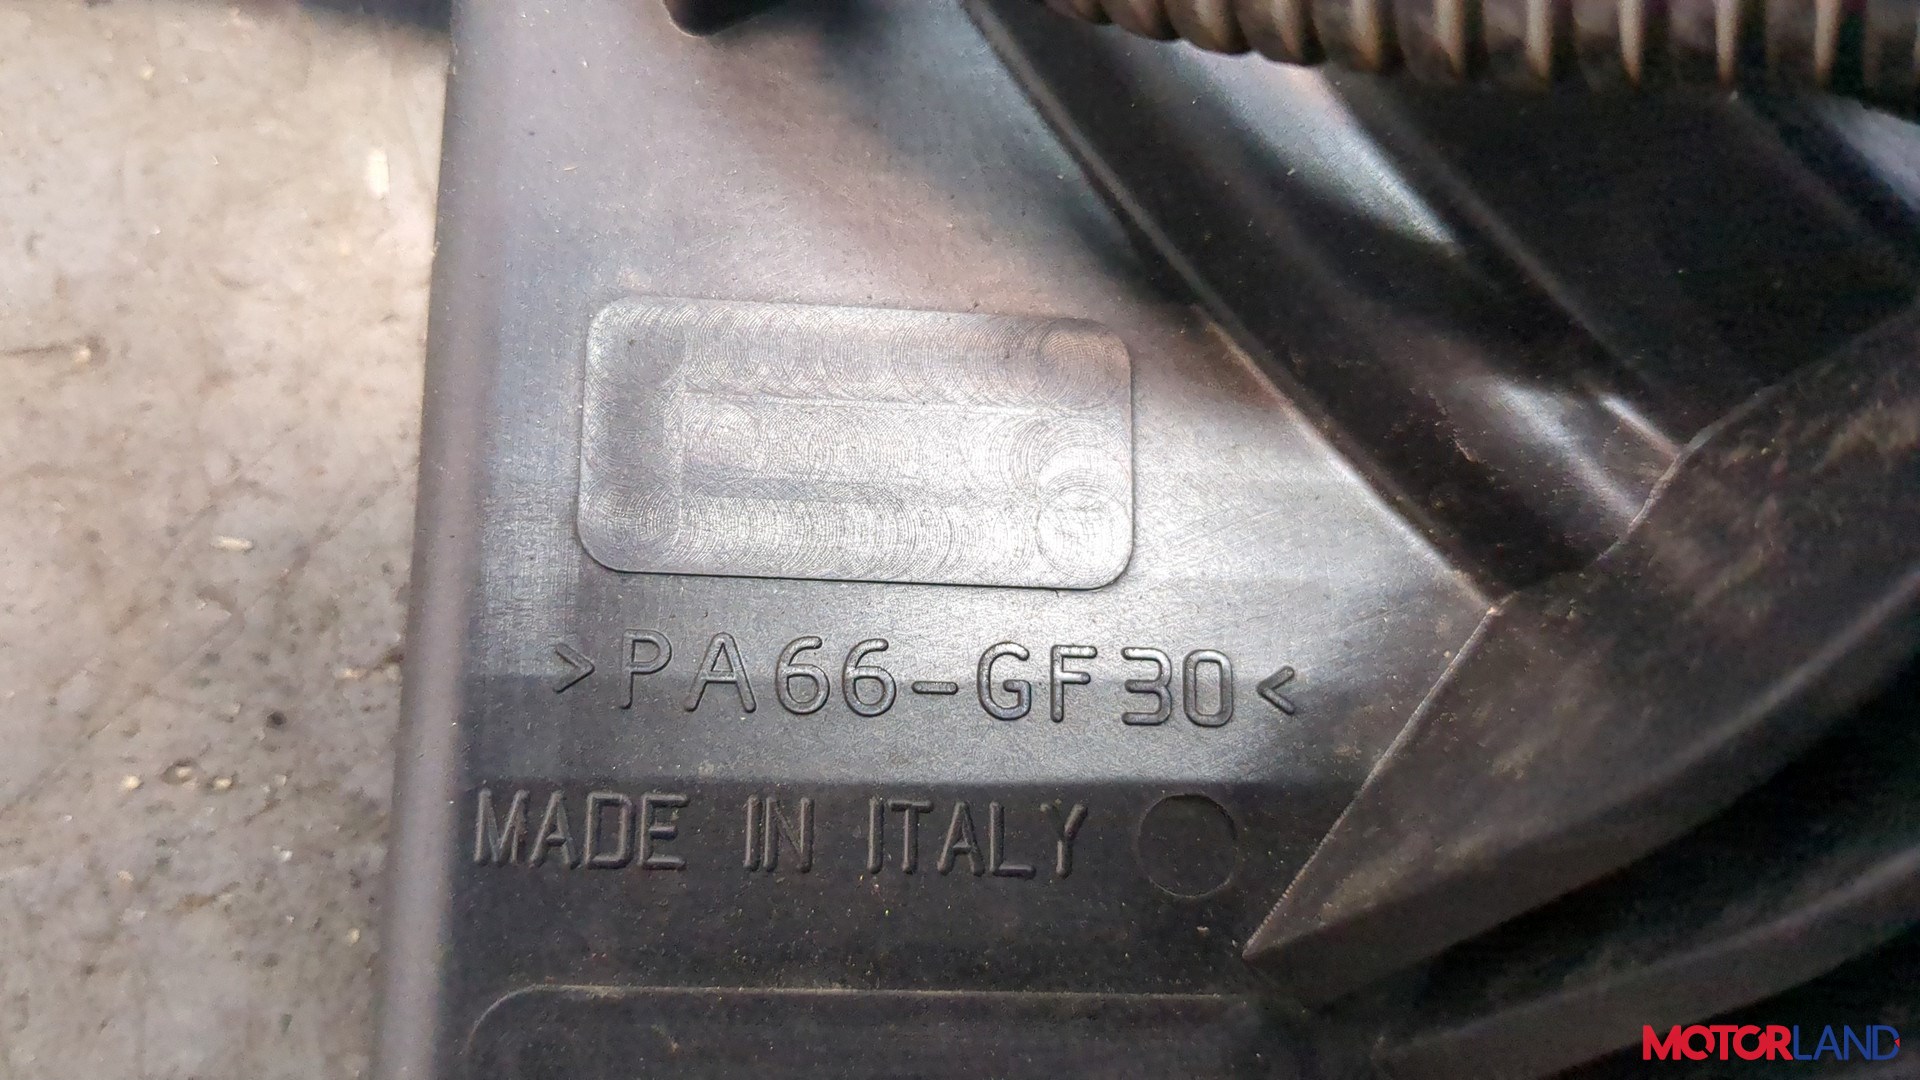 >PA66-GF30<
MADE IN ITALY
MOTORLAND